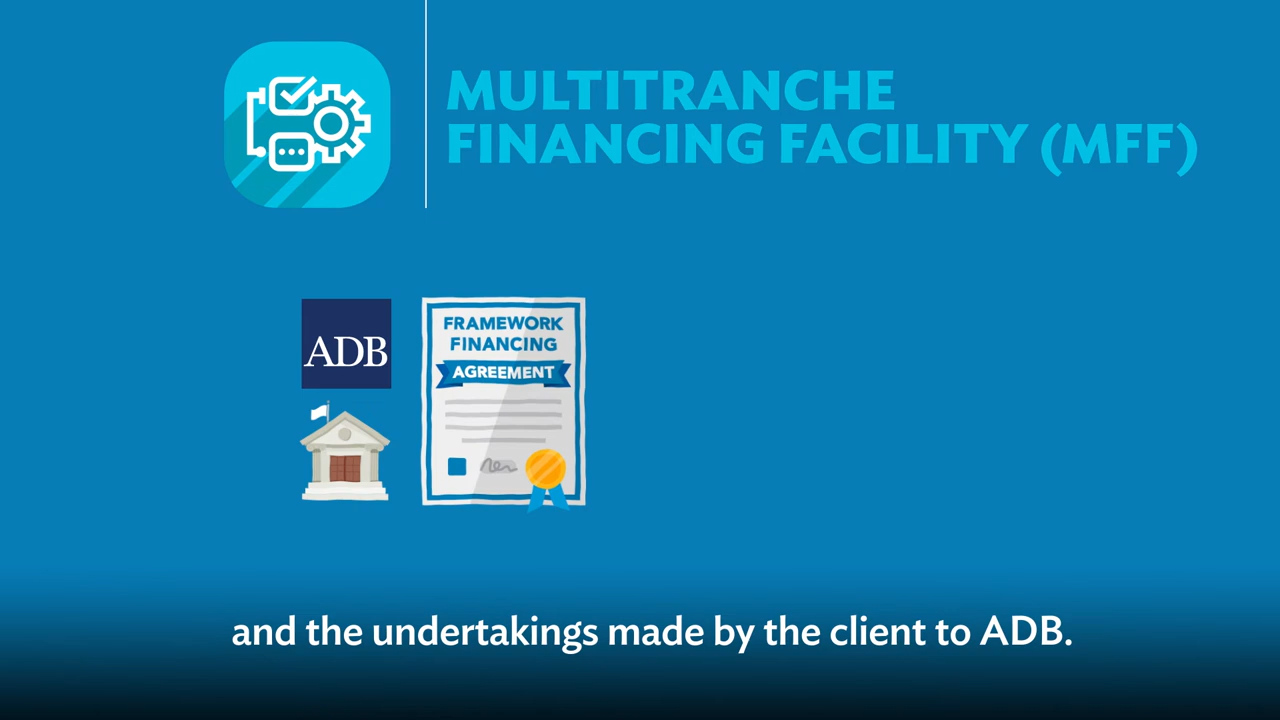 MULTITRANCHE
FINANCING FACILITY (MFF)
ADB
FRAMEWORK
FINANCING
AGREEMENT
and the undertakings made by the client to ADB.